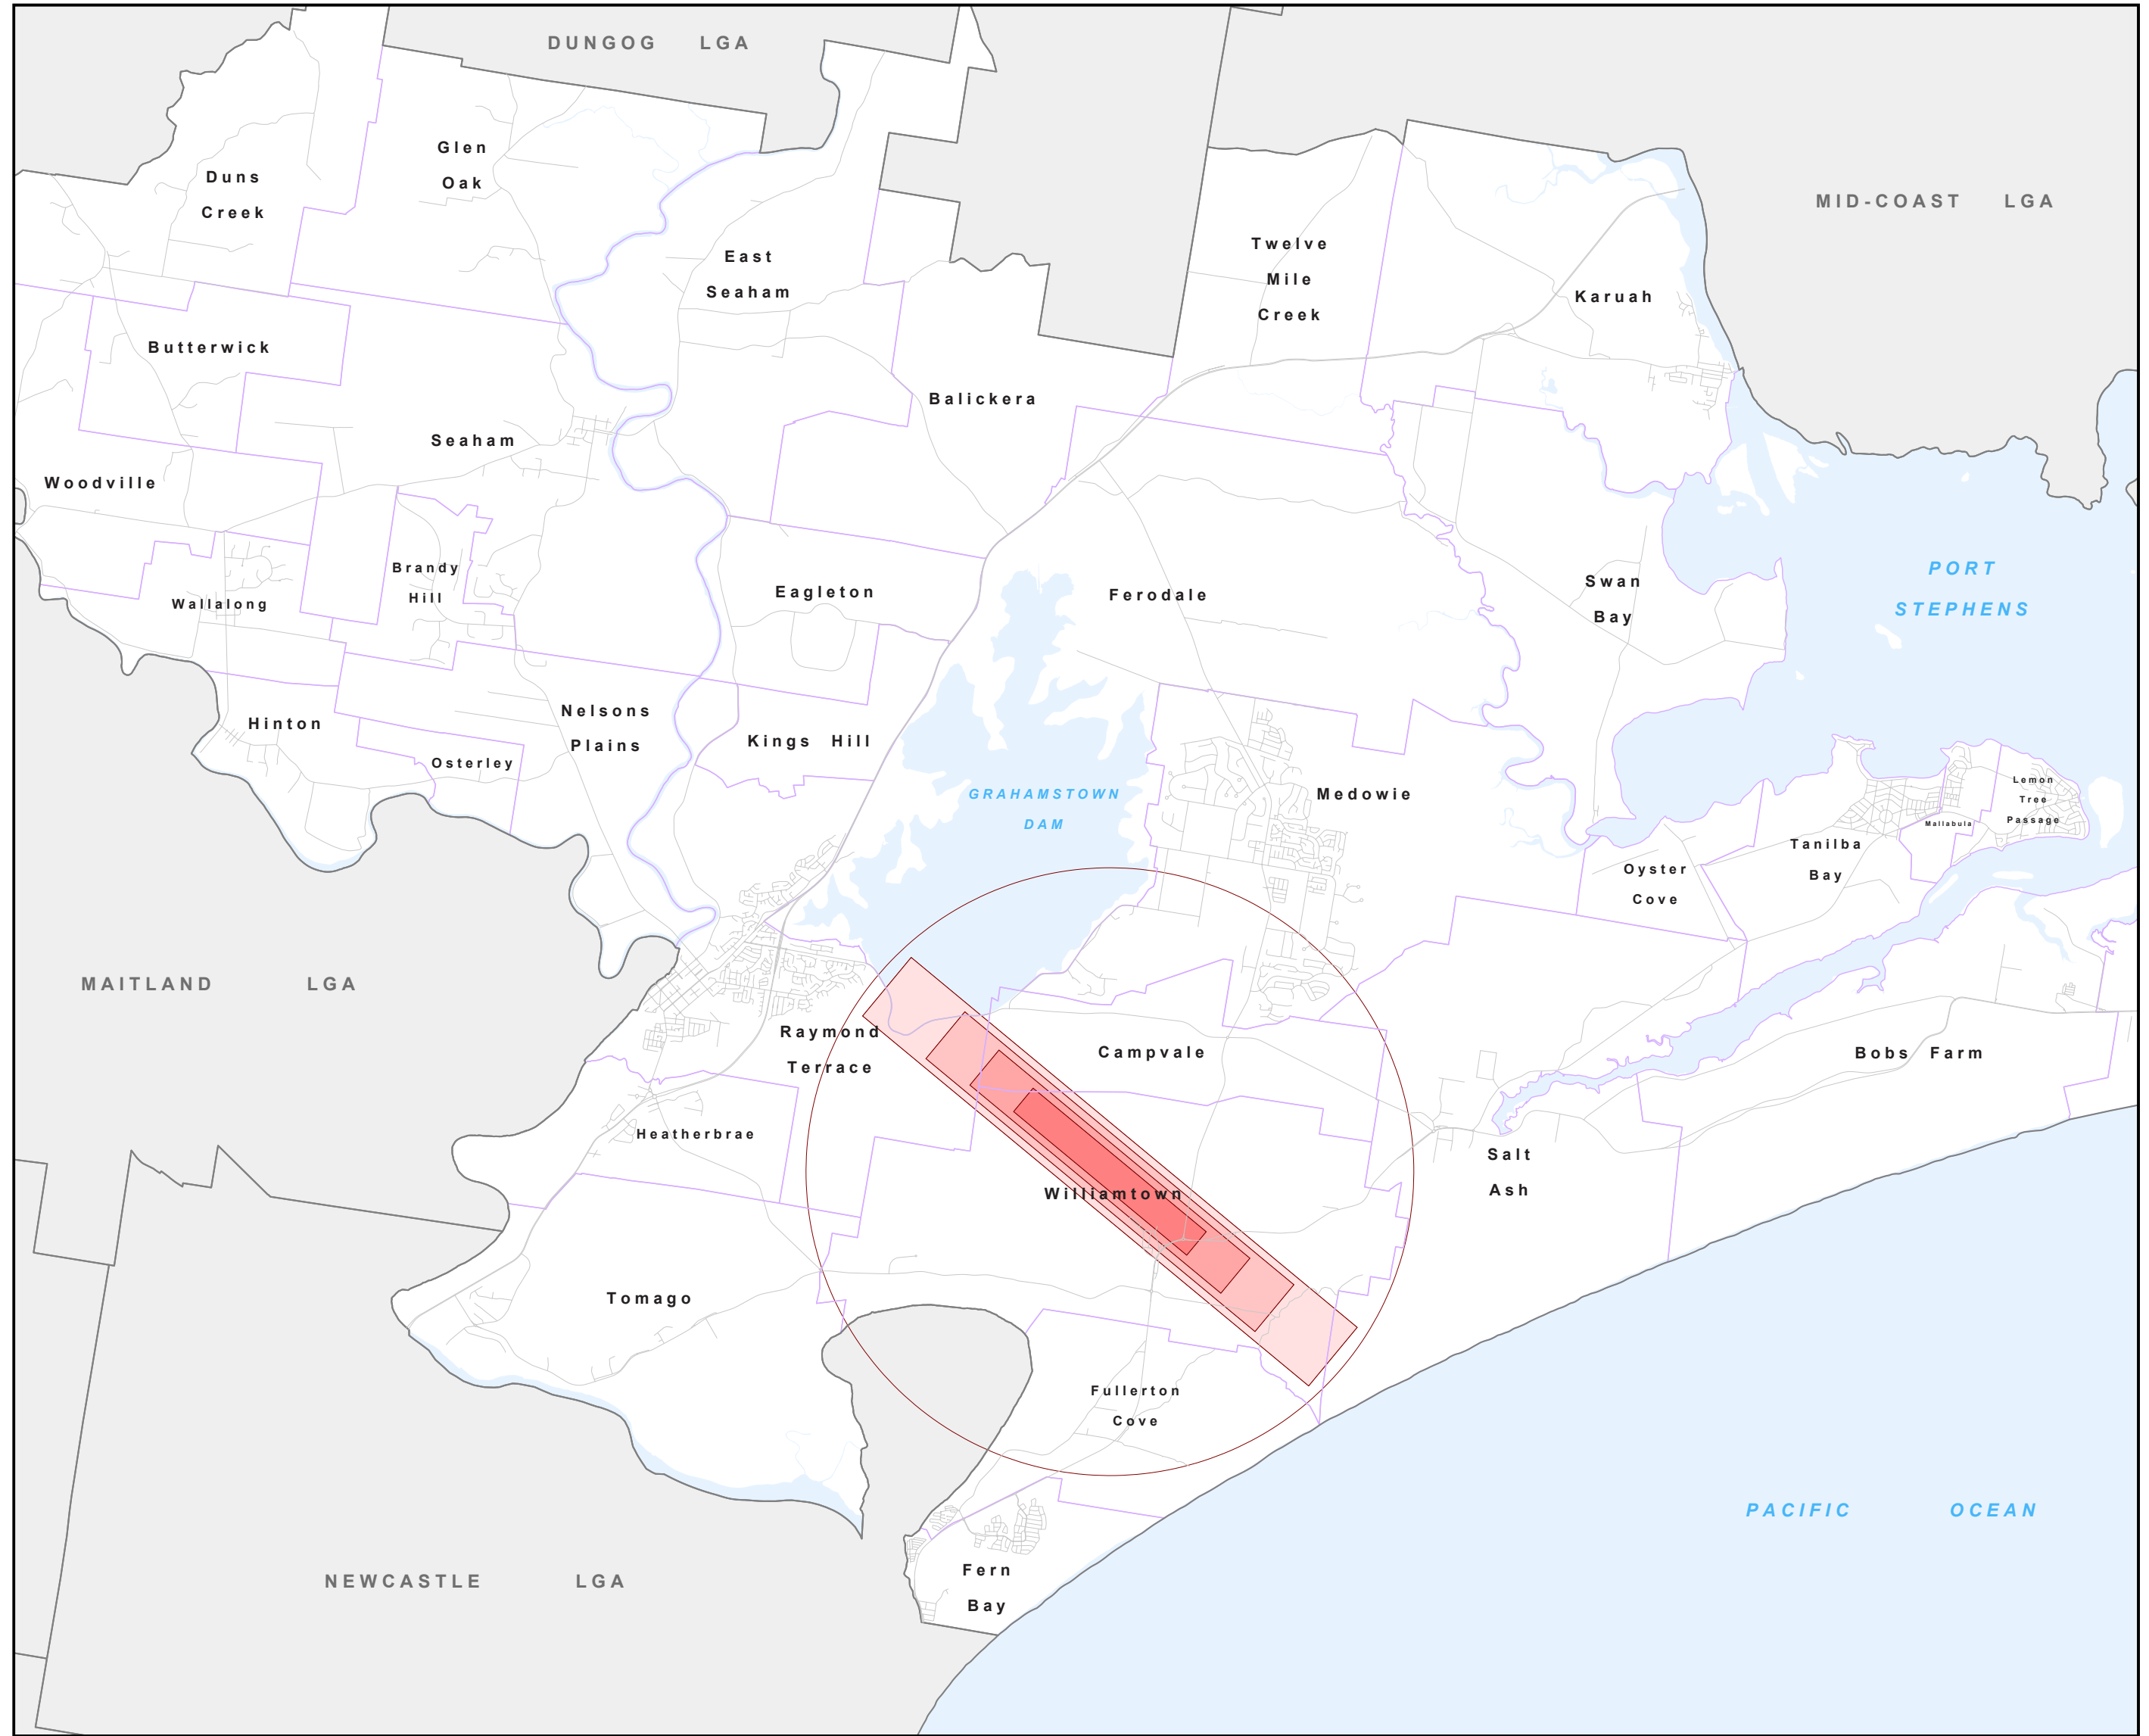 DUNGOG LGA
Glen
Oak
Duns
Creek
MID-COAST LGA
East
Seaham
Twelve
Mile
Creek
Karuah
Butterwick
Balickera
Seaham
Woodville
Brandy
Hill
Wallalong
Eagleton
Ferodale
Swan
Bay
PORT
STEPHENS
Hinton
Nelsons
Plains
Osterley
Kings Hill
GRAHAMSTOWN
DAM
Medowie
Lemon
Tree
Passage
Mallabula
Tanilba
Bay
Oyster
Cove
MAITLAND LGA
Raymond
Terrace
Campvale
Bobs Farm
Heatherbrae
Salt
Ash
Williamtown
Tomago
Fullerton
Cove
PACIFIC OCEAN
NEWCASTLE LGA
Fern
Bay